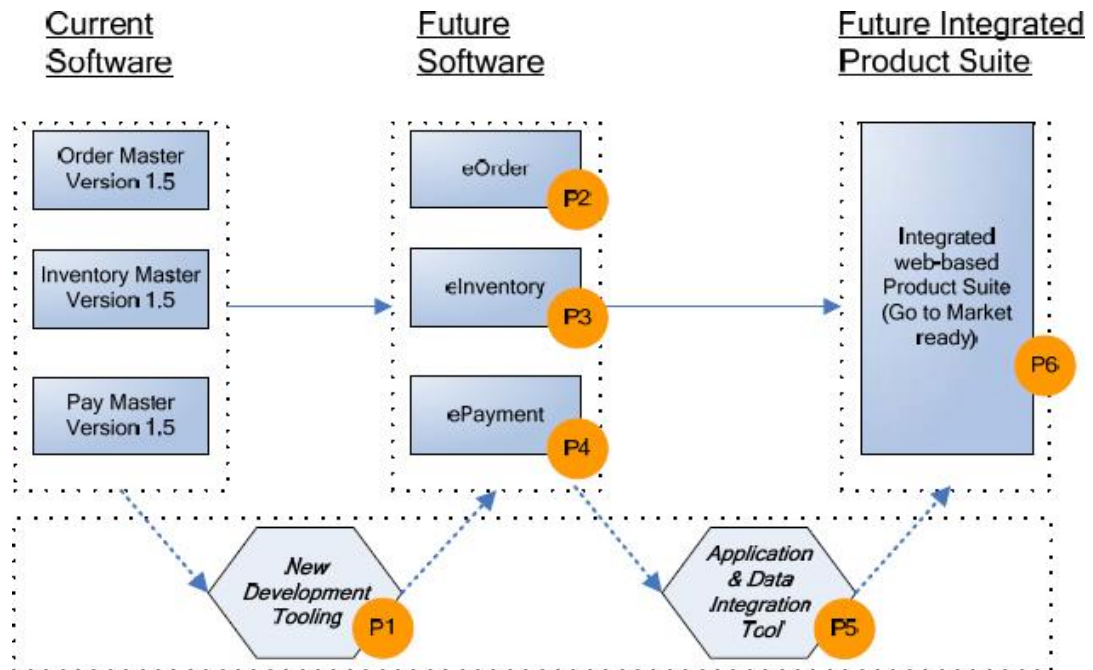 Current
Software
Future
Software
Future Integrated
Product Suite
Order Master
Version 1.5
Inventory Master
Version 1.5
Pay Master
Version 1.5
eOrder
P2
eInventory
P3
ePayment
P4
Integrated
web-based
Product Suite
(Go to Market
ready)
P6
New
Development
Tooling
P1
Application
& Data
Integration
Tool
P5